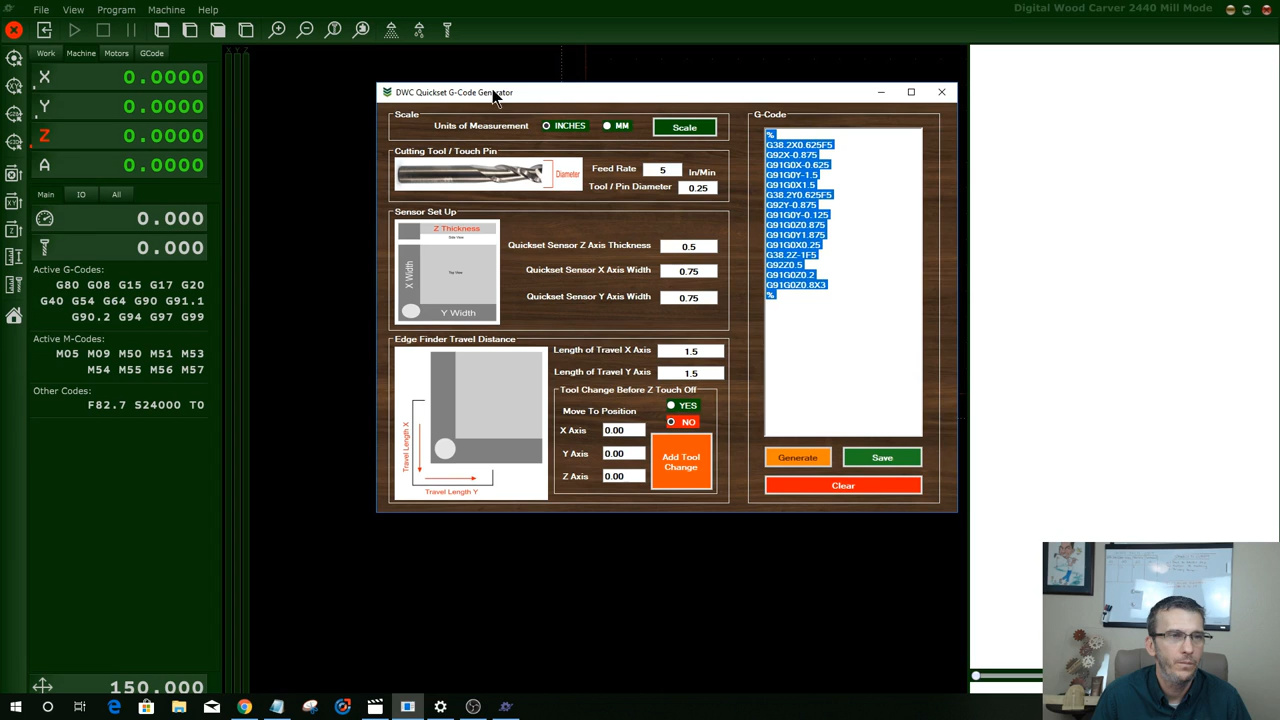 File View Program Machine Help
Digital Wood Carver 2440 Mill Mode
Work Machine Motors GCode
X 0.0000
Y 0.0000
Z 0.0000
A 0.0000
Main IO All
0.000
0.000
Active G-Codes:
G80 G08 G15 G17 G20
G40 G54 G64 G90 G91.1
G90.2 G94 G97 G99
Active M-Codes:
M05 M09 M50 M51 M53
M54 M55 M56 M57
Other Codes:
F82.7 S24000 T0
150.000
X Y Z
DWC Quickset G-Code Generator
Scale
Units of Measurement INCHES MM Scale
Cutting Tool / Touch Pin
Diameter
Feed Rate 5 In/Min
Tool / Pin Diameter 0.25
Sensor Set Up
Z Thickness
Side View
X Width
Top View
Y Width
Quickset Sensor Z Axis Thickness 0.5
Quickset Sensor X Axis Width 0.75
Quickset Sensor Y Axis Width 0.75
Edge Finder Travel Distance
Travel Length X
Travel Length Y
Length of Travel X Axis 1.5
Length of Travel Y Axis 1.5
Tool Change Before Z Touch Off
Move To Position
YES
NO
X Axis 0.00
Y Axis 0.00
Z Axis 0.00
Add Tool
Change
G-Code
%
G38.2X0.625F5
G92X-0.875
G91G0X-0.625
G91G0Y-1.5
G91G0X1.5
G38.2Y0.625F5
G92Y-0.875
G91G0Y-0.125
G91G0Z0.875
G91G0Y1.875
G91G0X0.25
G38.2Z-1F5
G92Z0.5
G91G0Z0.2
G91G0Z0.8X3
%
Generate Save
Clear